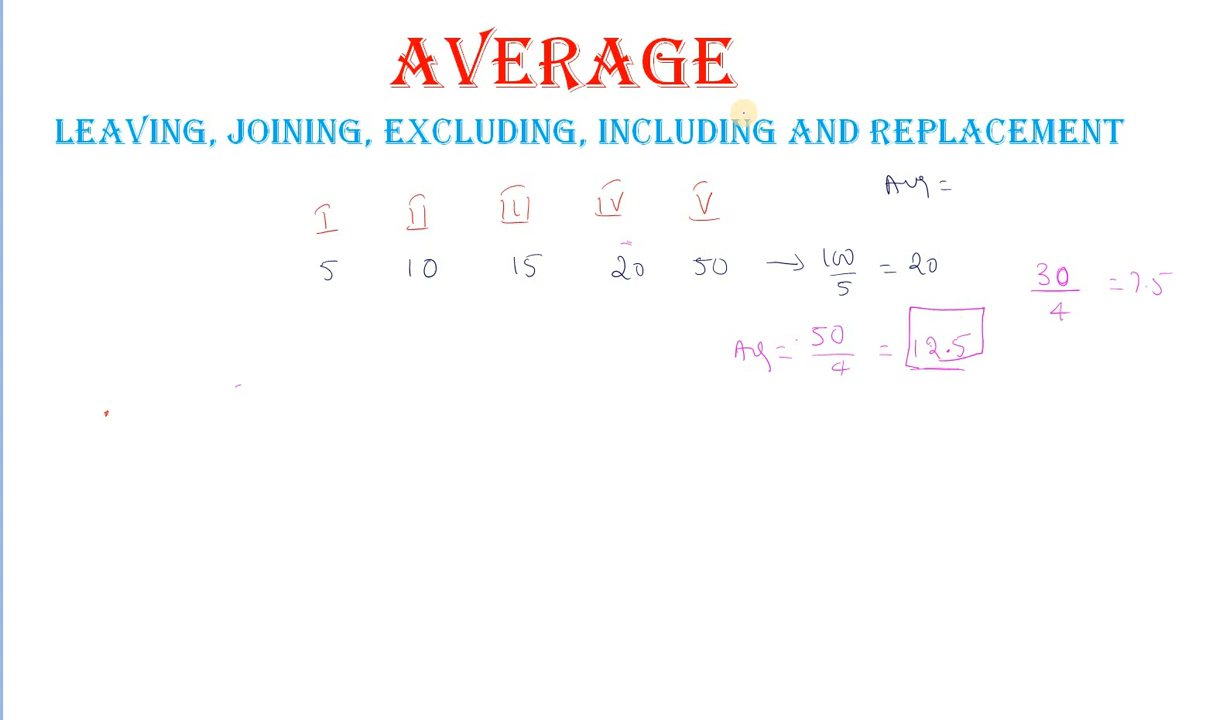 AVERAGE
LEAVING, JOINING, EXCLUDING, INCLUDING AND REPLACEMENT
Avg =
I II III IV V
5 10 15 20 50 → 100/5 = 20
30/4 = 7.5
Avg = 50/4 = 12.5